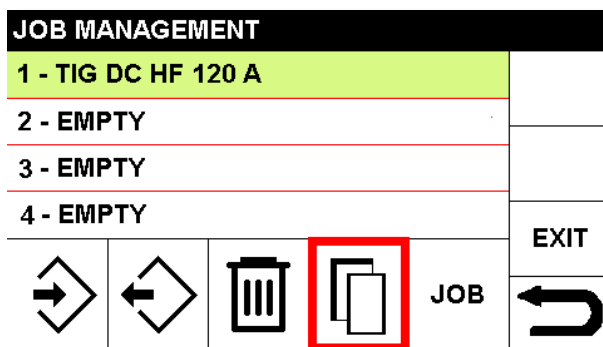 JOB MANAGEMENT
1 - TIG DC HF 120 A
2 - EMPTY
3 - EMPTY
4 - EMPTY
EXIT
JOB